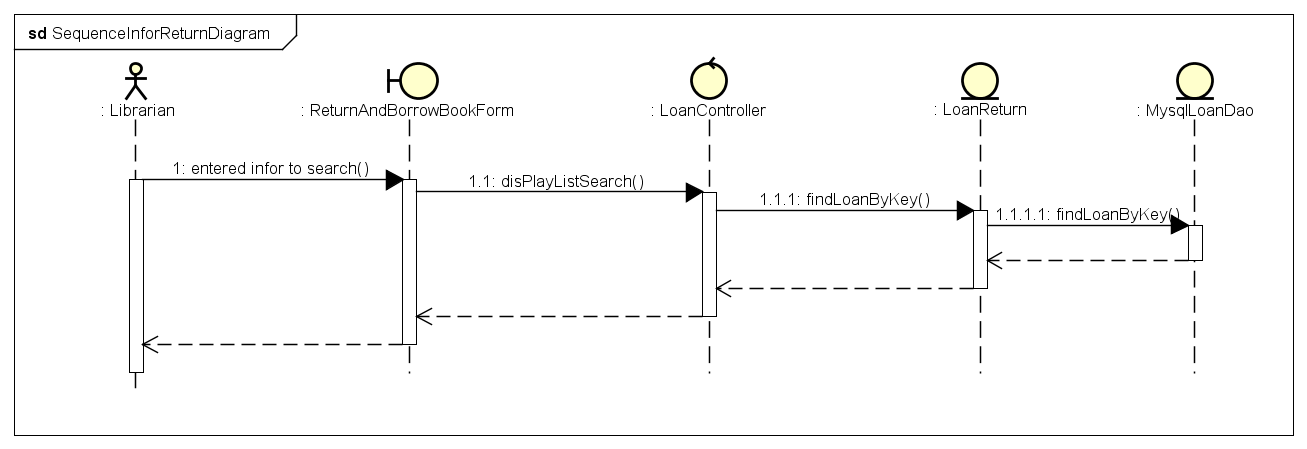 sd SequenceInforReturnDiagram
: Librarian
: ReturnAndBorrowBookForm
: LoanController
: LoanReturn
: MysqlLoanDao
1: entered infor to search()
1.1: disPlayListSearch()
1.1.1: findLoanByKey()
1.1.1.1: findLoanByKey()